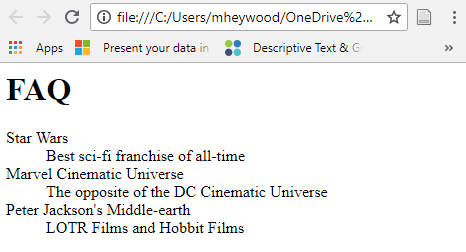 file:///C:/Users/mheywood/OneDrive%2...
Apps Present your data in Descriptive Text & G
FAQ
Star Wars
Best sci-fi franchise of all-time
Marvel Cinematic Universe
The opposite of the DC Cinematic Universe
Peter Jackson's Middle-earth
LOTR Films and Hobbit Films